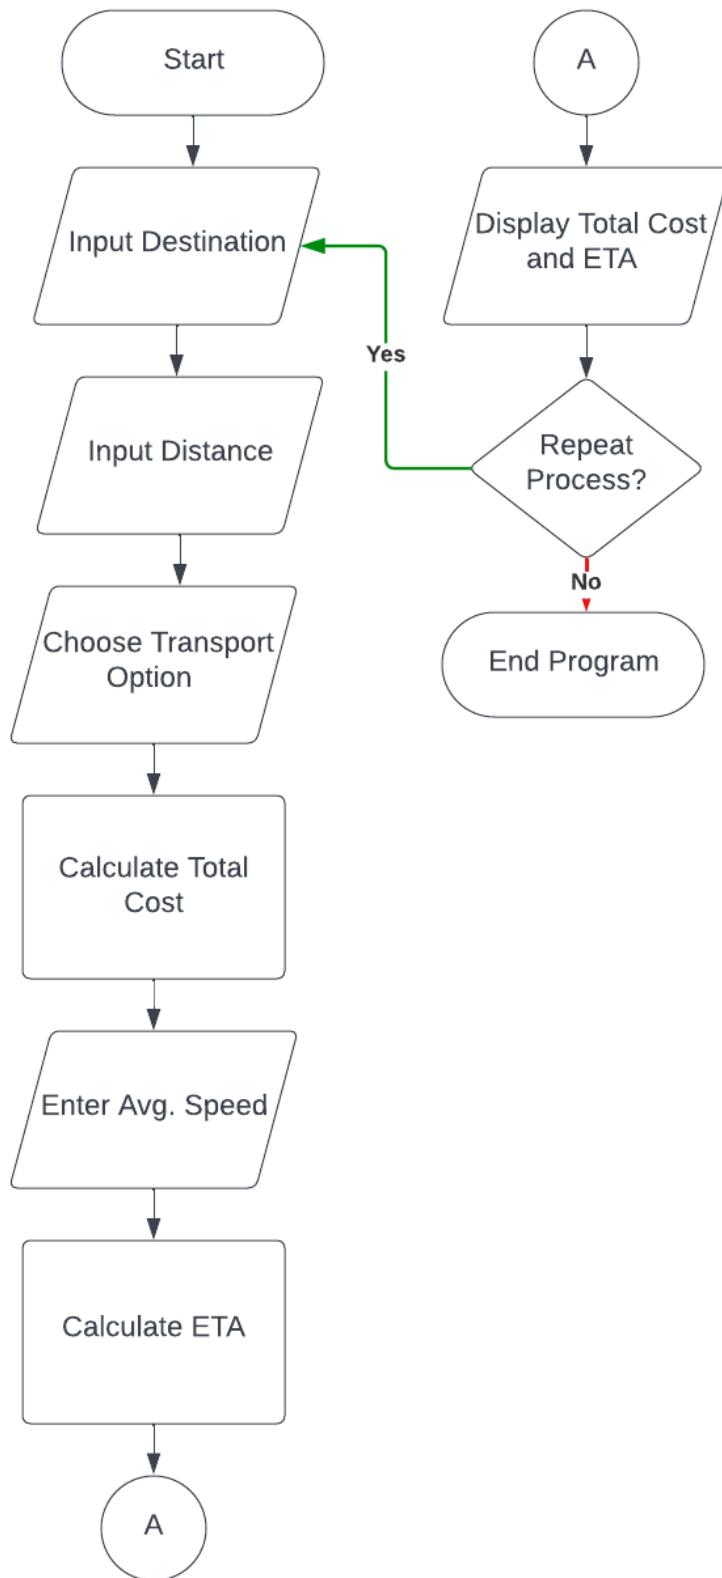 Start
Input Destination
Input Distance
Choose Transport
Option
Calculate Total
Cost
Enter Avg. Speed
Calculate ETA
A
A
Display Total Cost
and ETA
Repeat
Process?
Yes
No
End Program